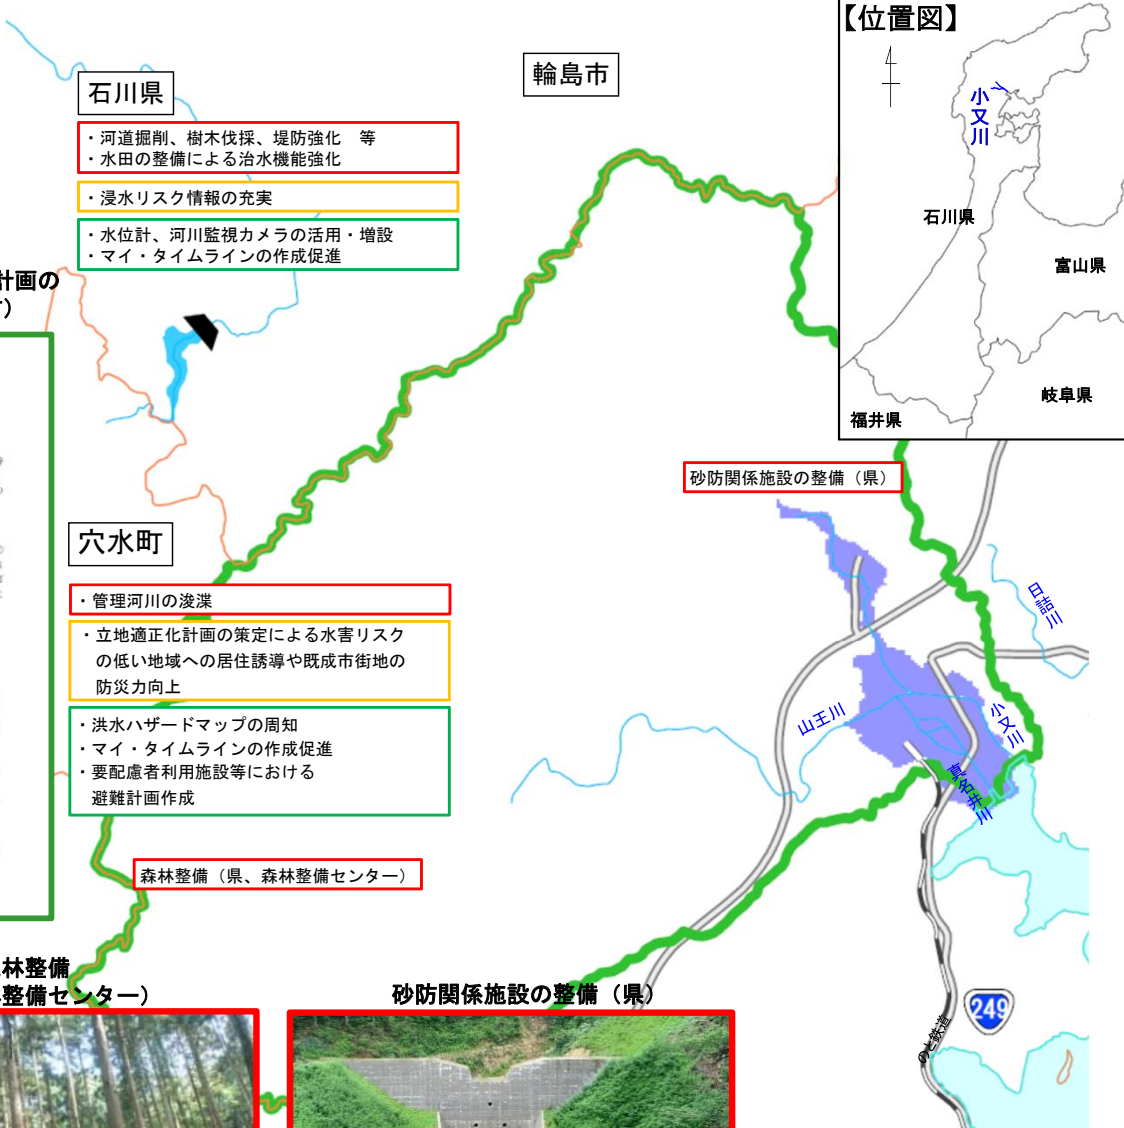 【位置図】
小又川
石川県
富山県
岐阜県
福井県
石川県
・河道掘削、樹木伐採、堤防強化　等
・水田の整備による治水機能強化
・浸水リスク情報の充実
・水位計、河川監視カメラの活用・増設
・マイ・タイムラインの作成促進
輪島市
計画の
穴水町
・管理河川の浚渫
・立地適正化計画の策定による水害リスク
の低い地域への居住誘導や既成市街地の
防災力向上
・洪水ハザードマップの周知
・マイ・タイムラインの作成促進
・要配慮者利用施設等における
避難計画作成
砂防関係施設の整備（県）
日詰川
山王川
小又川
真名井川
森林整備（県、森林整備センター）
林整備
整備センター）
砂防関係施設の整備（県）
249
のと鉄道